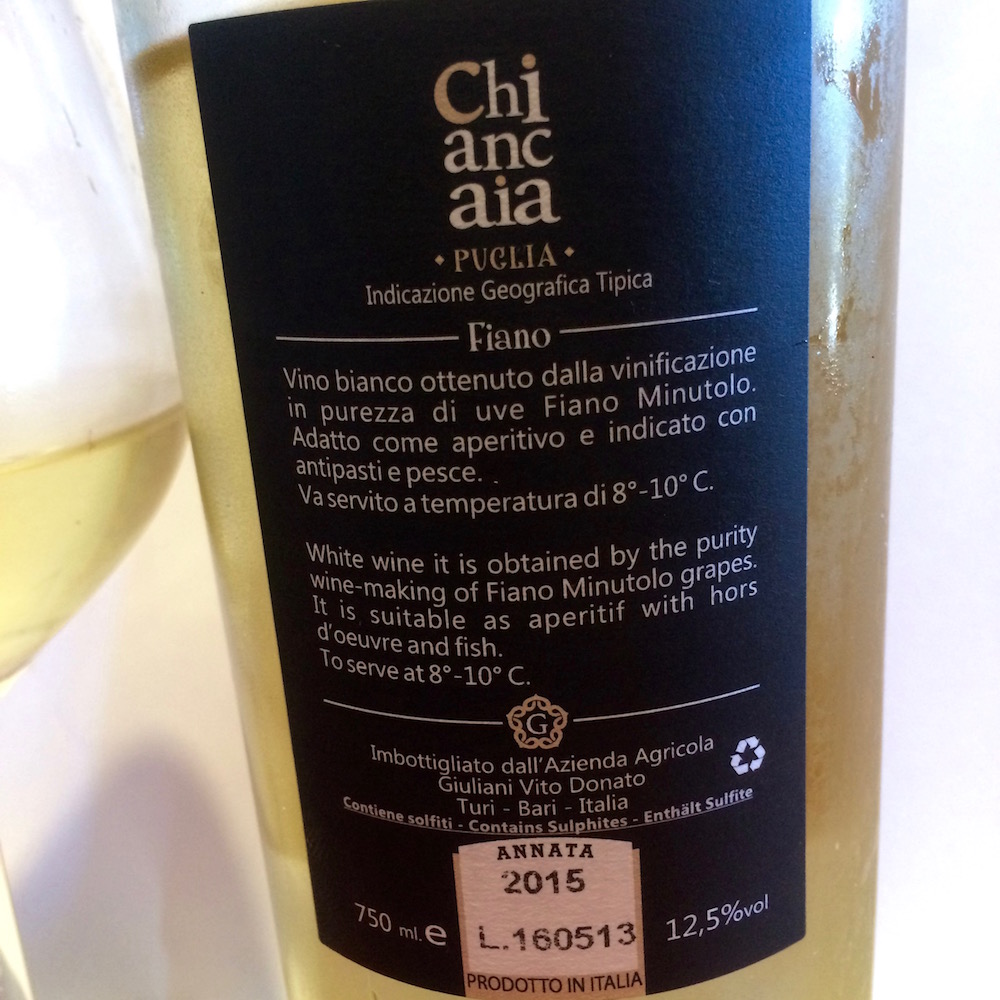 Chi
anc
aia
• PUGLIA •
Indicazione Geografica Tipica
Fiano
Vino bianco ottenuto dalla vinificazione
in purezza di uve Fiano Minutolo.
Adatto come aperitivo e indicato con
antipasti e pesce. .
Va servito a temperatura di 8°-10° C.
White wine it is obtained by the purity
wine-making of Fiano Minutolo grapes.
It is suitable as aperitif with hors
d'oeuvre and fish.
To serve at 8°-10° C.
G
Imbottigliato dall'Azienda Agricola
Giuliani Vito Donato
Turi - Bari - Italia
Contiene solfiti - Contains Sulphites - Enthält Sulfite
ANNATA
2015
750 ml. e
L.160513
12,5%vol
PRODOTTO IN ITALIA